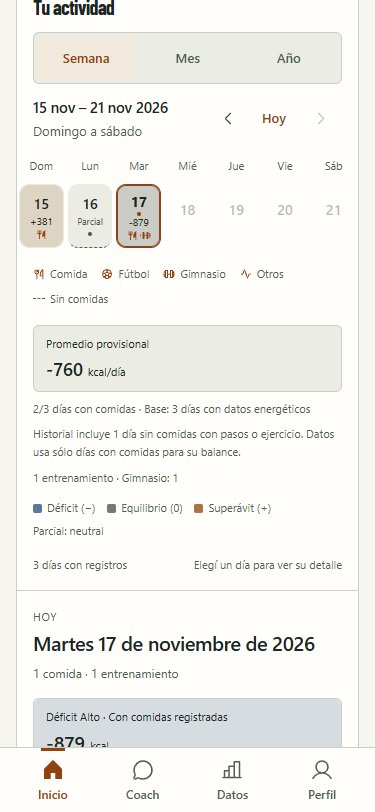 Tu actividad
Semana Mes Año
15 nov – 21 nov 2026
Domingo a sábado
Hoy
Dom Lun Mar Mié Jue Vie Sáb
15 16 17 18 19 20 21
+381 Parcial -879
Comida Fútbol Gimnasio Otros
--- Sin comidas
Promedio provisional
-760 kcal/día
2/3 días con comidas · Base: 3 días con datos energéticos
Historial incluye 1 día sin comidas con pasos o ejercicio. Datos
usa sólo días con comidas para su balance.
1 entrenamiento · Gimnasio: 1
Déficit (−) Equilibrio (0) Superávit (+)
Parcial: neutral
3 días con registros Elegí un día para ver su detalle
HOY
Martes 17 de noviembre de 2026
1 comida · 1 entrenamiento
Déficit Alto · Con comidas registradas
-879 kcal
Inicio Coach Datos Perfil